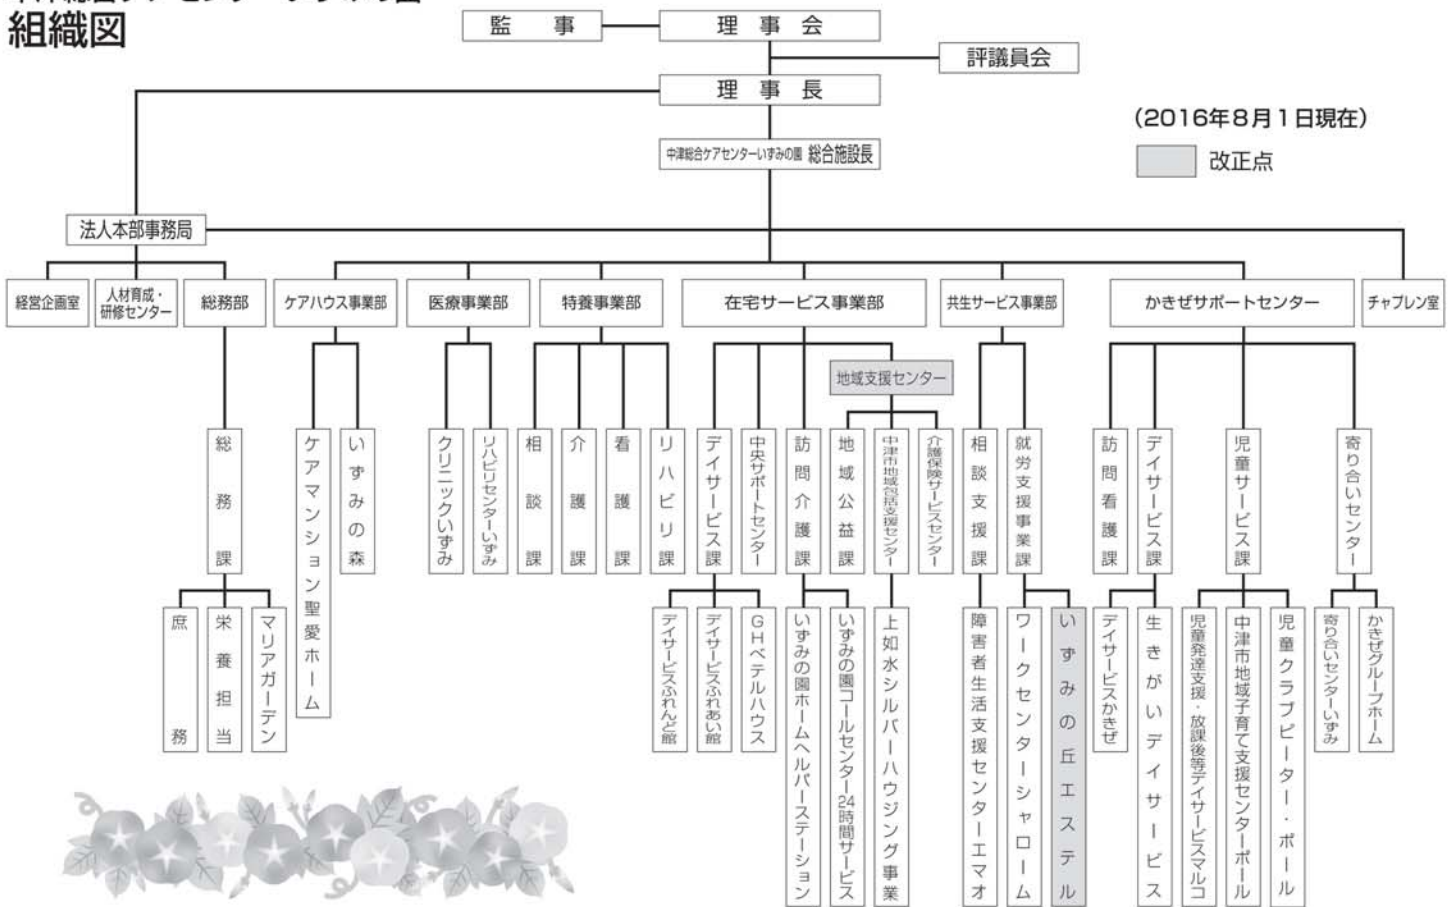 組織図
監事
理事会
評議員会
理事長
(2016年8月1日現在)
中津総合ケアセンターいずみの園 総合施設長
改正点
法人本部事務局
経営企画室
人材育成・
研修センター
総務部
ケアハウス事業部
医療事業部
特養事業部
在宅サービス事業部
共生サービス事業部
かきぜサポートセンター
チャプレン室
地域支援センター
総務課
ケアマンション聖愛ホーム
いずみの森
クリニックいずみ
リハビリセンターいずみ
相談課
介護課
看護課
リハビリ課
デイサービス課
中央サポートセンター
訪問介護課
地域公益課
中津市地域包括支援センター
介護保険サービスセンター
相談支援課
就労支援事業課
訪問看護課
デイサービス課
児童サービス課
寄り合いセンター
庶務
栄養担当
マリアガーデン
デイサービスふれんど館
デイサービスふれあい館
GHベテルハウス
いずみの園ホームヘルパーステーション
いずみの園コールセンター24時間サービス
上如水シルバーハウジング事業
障害者生活支援センターエマオ
ワークセンターシャローム
いずみの丘エステル
デイサービスかきぜ
生きがいデイサービス
児童発達支援・放課後等デイサービスマルコ
中津市地域子育て支援センターポール
児童クラブピーター・ポール
寄り合いセンターいずみ
かきぜグループホーム